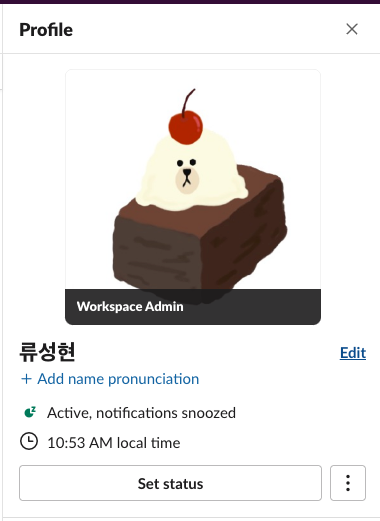 Profile
Workspace Admin
류성현
Edit
+ Add name pronunciation
Active, notifications snoozed
10:53 AM local time
Set status